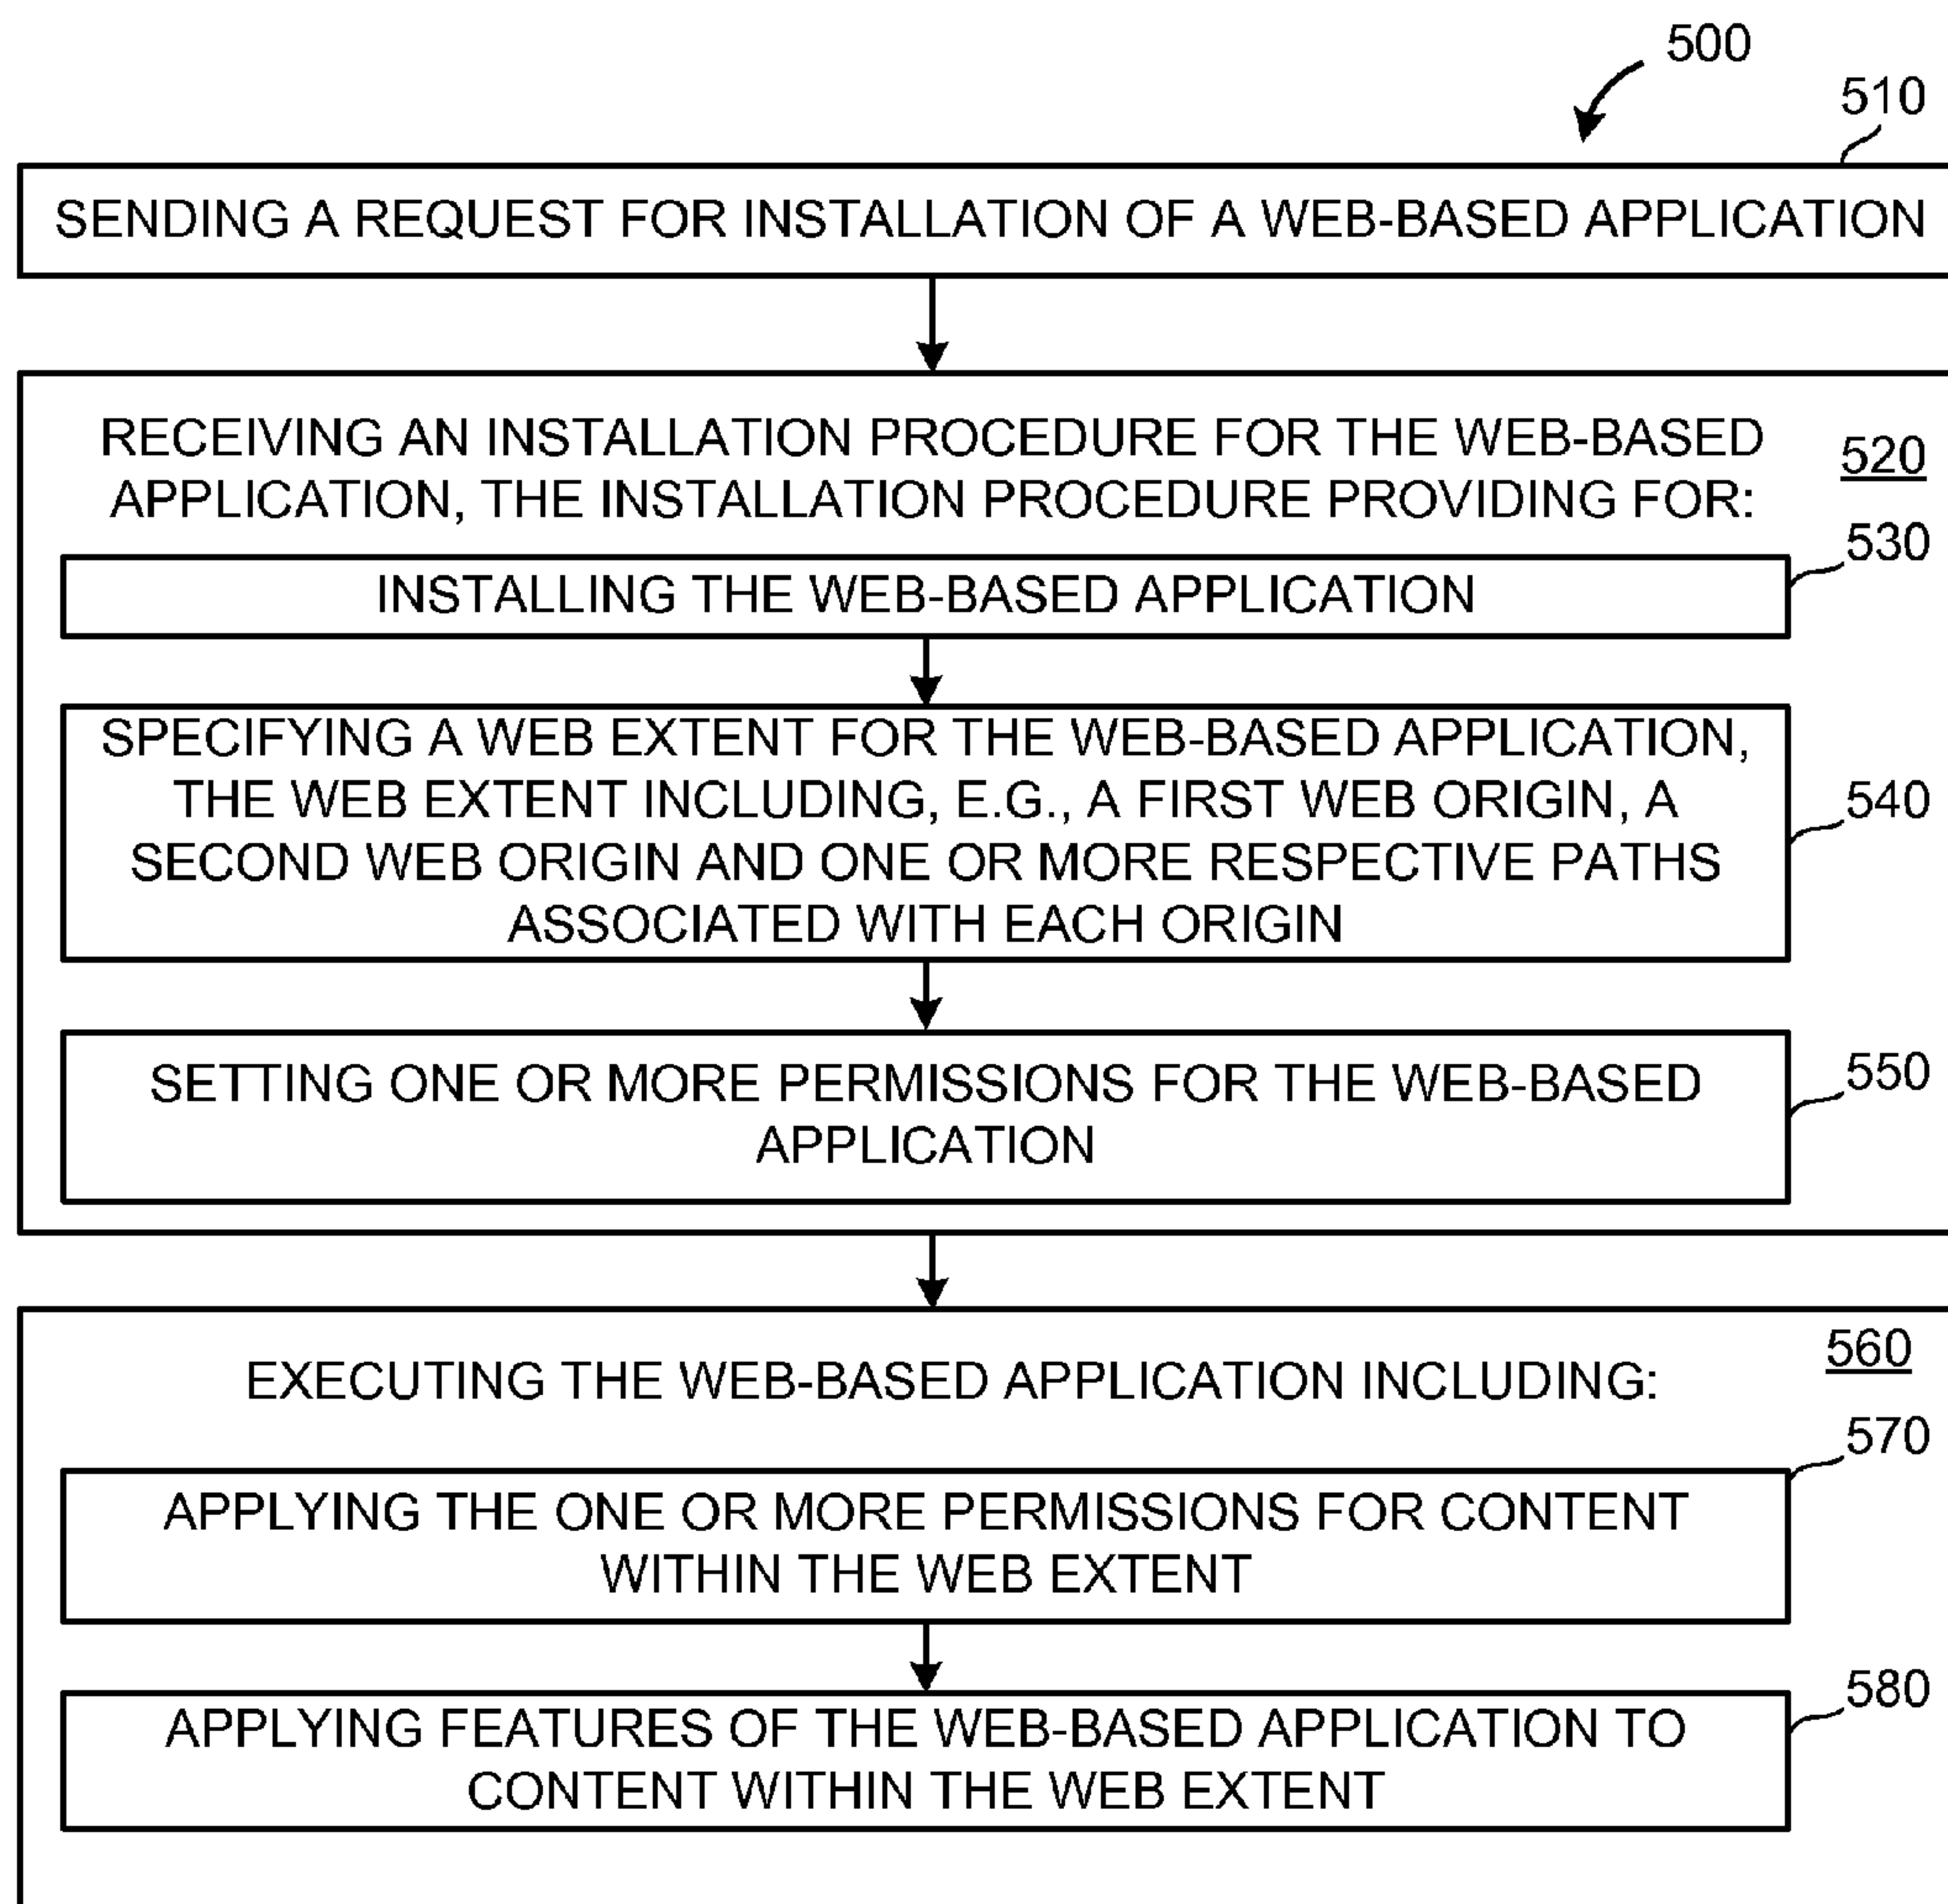 500
510
SENDING A REQUEST FOR INSTALLATION OF A WEB-BASED APPLICATION
RECEIVING AN INSTALLATION PROCEDURE FOR THE WEB-BASED
APPLICATION, THE INSTALLATION PROCEDURE PROVIDING FOR:
520
530
INSTALLING THE WEB-BASED APPLICATION
SPECIFYING A WEB EXTENT FOR THE WEB-BASED APPLICATION,
THE WEB EXTENT INCLUDING, E.G., A FIRST WEB ORIGIN, A
SECOND WEB ORIGIN AND ONE OR MORE RESPECTIVE PATHS
ASSOCIATED WITH EACH ORIGIN
540
SETTING ONE OR MORE PERMISSIONS FOR THE WEB-BASED
APPLICATION
550
560
EXECUTING THE WEB-BASED APPLICATION INCLUDING:
570
APPLYING THE ONE OR MORE PERMISSIONS FOR CONTENT
WITHIN THE WEB EXTENT
580
APPLYING FEATURES OF THE WEB-BASED APPLICATION TO
CONTENT WITHIN THE WEB EXTENT